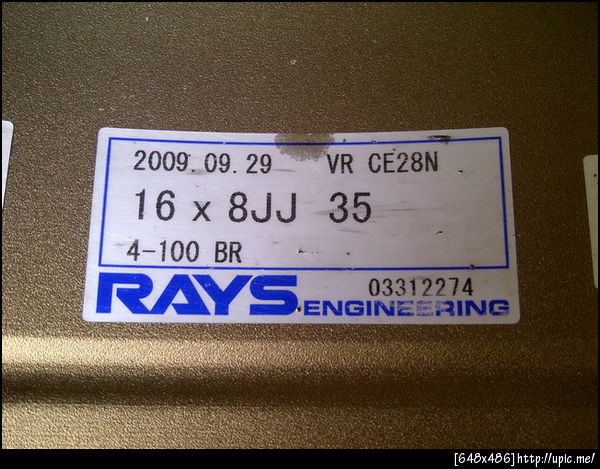 2009.09.29 VR CE28N
16 x 8JJ 35
4-100 BR
03312274
RAYS ENGINEERING
[648x486]http://upic.me/